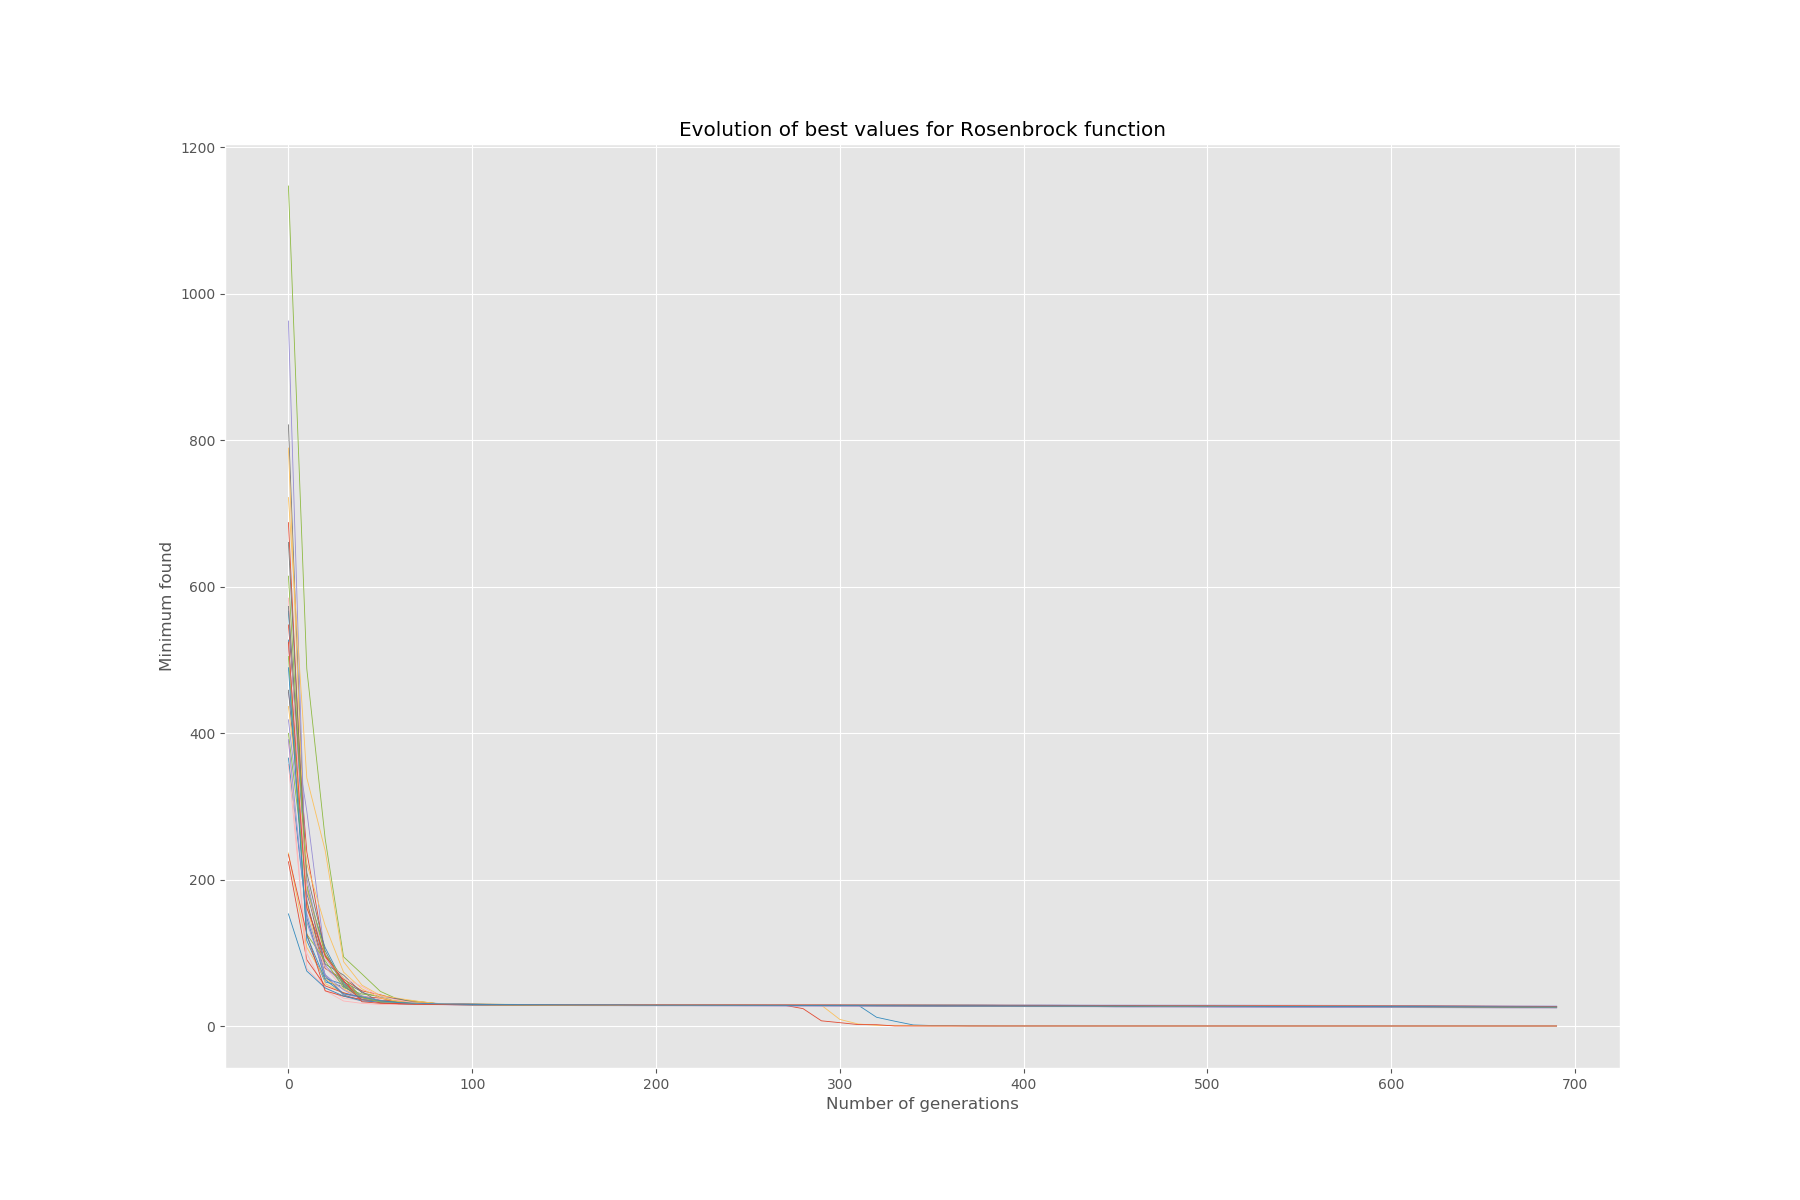 Evolution of best values for Rosenbrock function
1200
1000
800
600
400
200
0
Minimum found
0 100 200 300 400 500 600 700
Number of generations